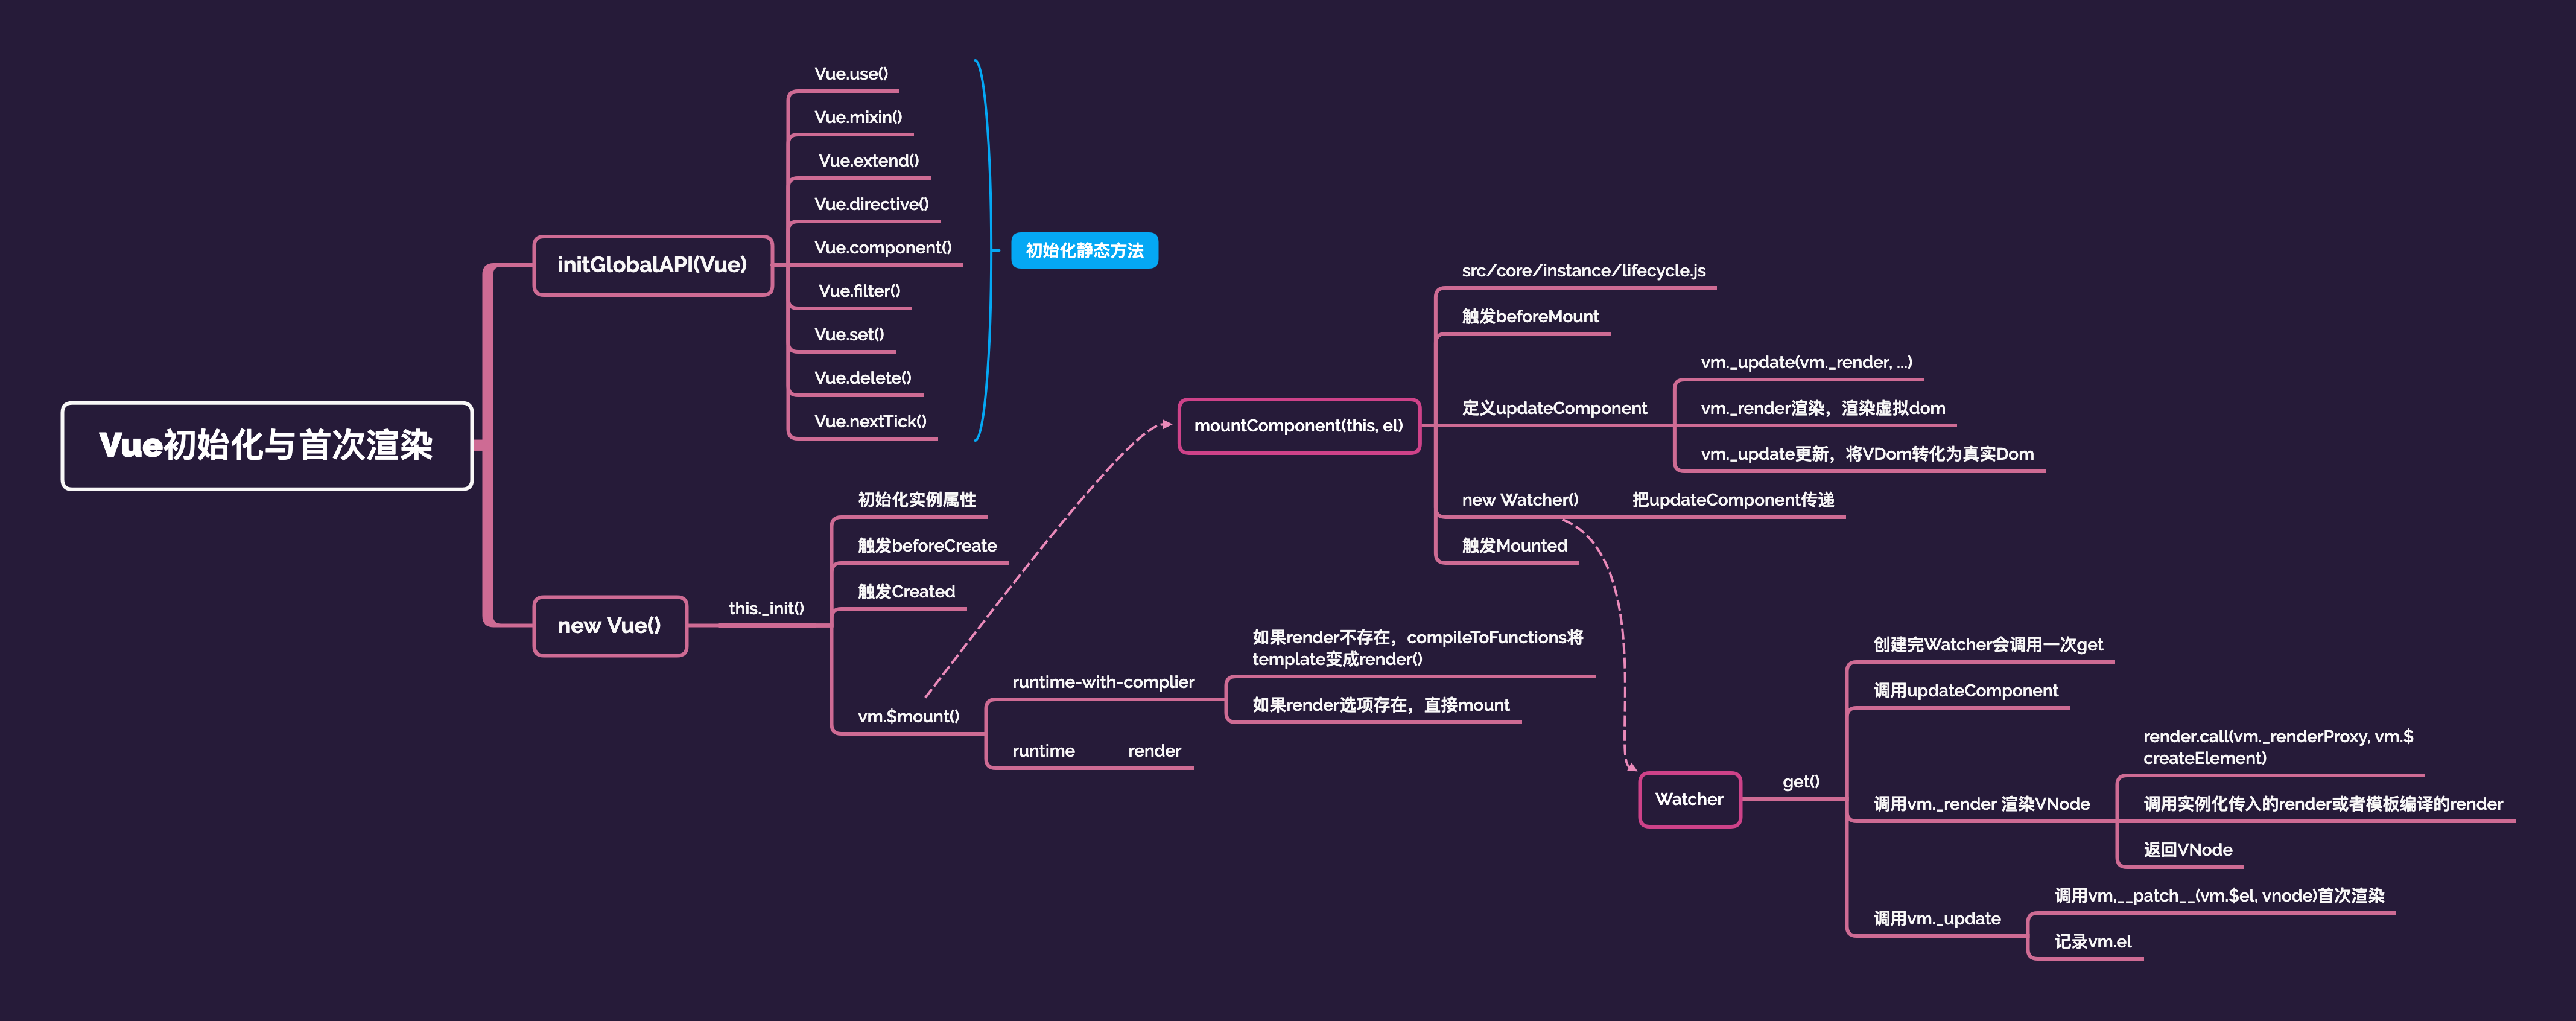 Vue初始化与首次渲染
initGlobalAPI(Vue)
Vue.use()
Vue.mixin()
Vue.extend()
Vue.directive()
Vue.component()
Vue.filter()
Vue.set()
Vue.delete()
Vue.nextTick()
初始化静态方法
new Vue()
this._init()
初始化实例属性
触发beforeCreate
触发Created
vm.$mount()
runtime-with-complier
如果render不存在，compileToFunctions将
template变成render()
如果render选项存在，直接mount
runtime
render
mountComponent(this, el)
src/core/instance/lifecycle.js
触发beforeMount
定义updateComponent
vm._update(vm._render, ...)
vm._render渲染，渲染虚拟dom
vm._update更新，将VDom转化为真实Dom
new Watcher()
把updateComponent传递
触发Mounted
Watcher
get()
创建完Watcher会调用一次get
调用updateComponent
调用vm._render 渲染VNode
render.call(vm._renderProxy, vm.$
createElement)
调用实例化传入的render或者模板编译的render
返回VNode
调用vm._update
调用vm,__patch__(vm.$el, vnode)首次渲染
记录vm.el